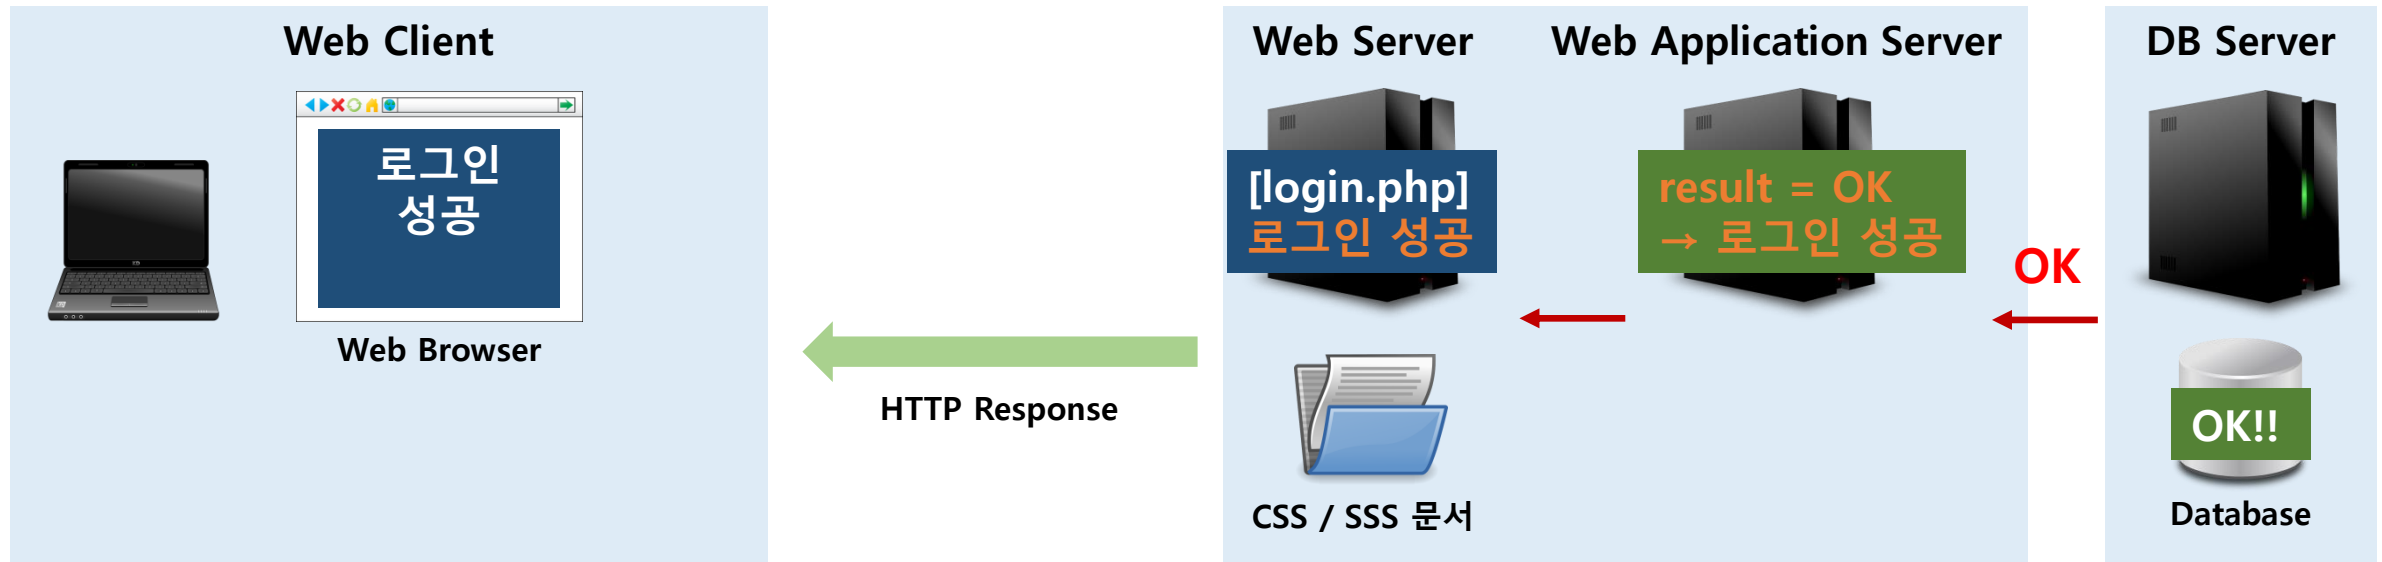 Web Client
로그인
성공
Web Browser
HTTP Response
Web Server
[login.php]
로그인 성공
CSS / SSS 문서
Web Application Server
result = OK
→ 로그인 성공
OK
DB Server
OK!!
Database